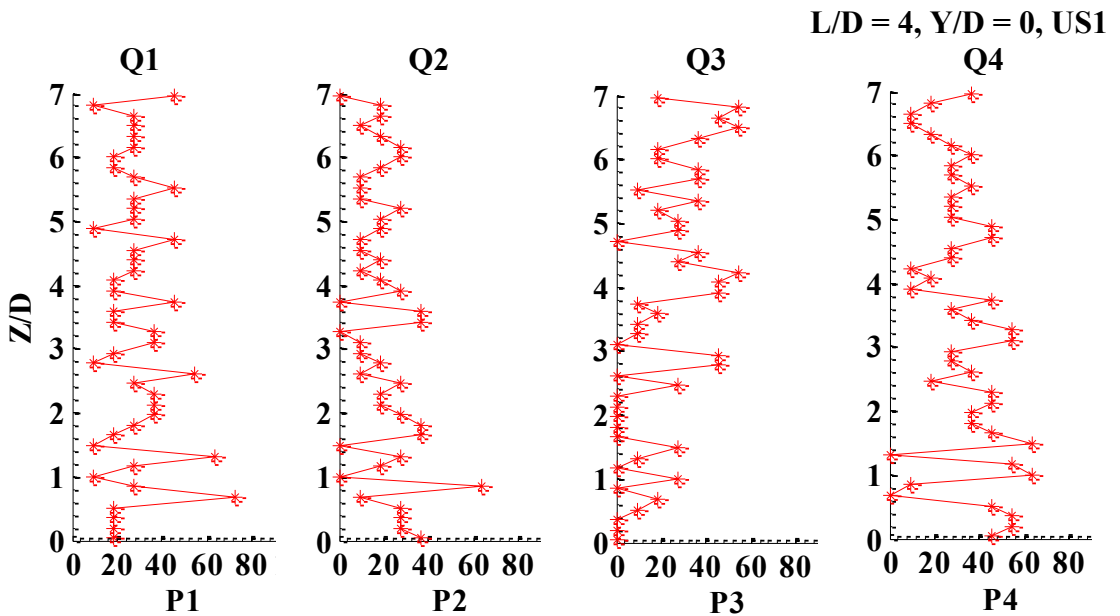 L/D = 4, Y/D = 0, US1
Q1 Q2 Q3 Q4
7 7 7 7
6 6 6 6
5 5 5 5
4 4 4 4
Z/D
3 3 3 3
2 2 2 2
1 1 1 1
0 0 0 0
0 20 40 60 80 0 20 40 60 80 0 20 40 60 80 0 20 40 60 80
P1 P2 P3 P4